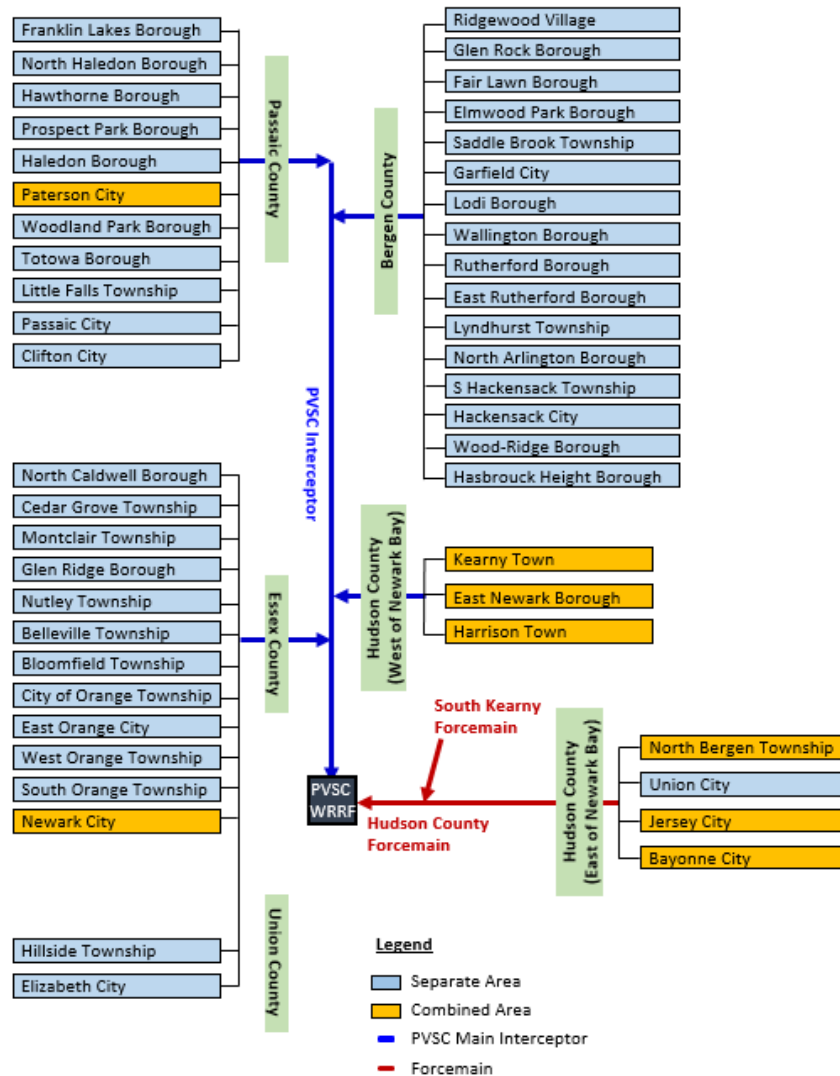 Franklin Lakes Borough
North Haledon Borough
Hawthorne Borough
Prospect Park Borough
Haledon Borough
Paterson City
Woodland Park Borough
Totowa Borough
Little Falls Township
Passaic City
Clifton City
Passaic County
Bergen County
Ridgewood Village
Glen Rock Borough
Fair Lawn Borough
Elmwood Park Borough
Saddle Brook Township
Garfield City
Lodi Borough
Wallington Borough
Rutherford Borough
East Rutherford Borough
Lyndhurst Township
North Arlington Borough
S Hackensack Township
Hackensack City
Wood-Ridge Borough
Hasbrouck Height Borough
PVSC Interceptor
North Caldwell Borough
Cedar Grove Township
Montclair Township
Glen Ridge Borough
Nutley Township
Belleville Township
Bloomfield Township
City of Orange Township
East Orange City
West Orange Township
South Orange Township
Newark City
Essex County
Hudson County
(West of Newark Bay)
Kearny Town
East Newark Borough
Harrison Town
South Kearny
Forcemain
PVSC
WRRF
Hudson County
Forcemain
Hudson County
(East of Newark Bay)
North Bergen Township
Union City
Jersey City
Bayonne City
Hillside Township
Elizabeth City
Union County
Legend
Separate Area
Combined Area
PVSC Main Interceptor
Forcemain